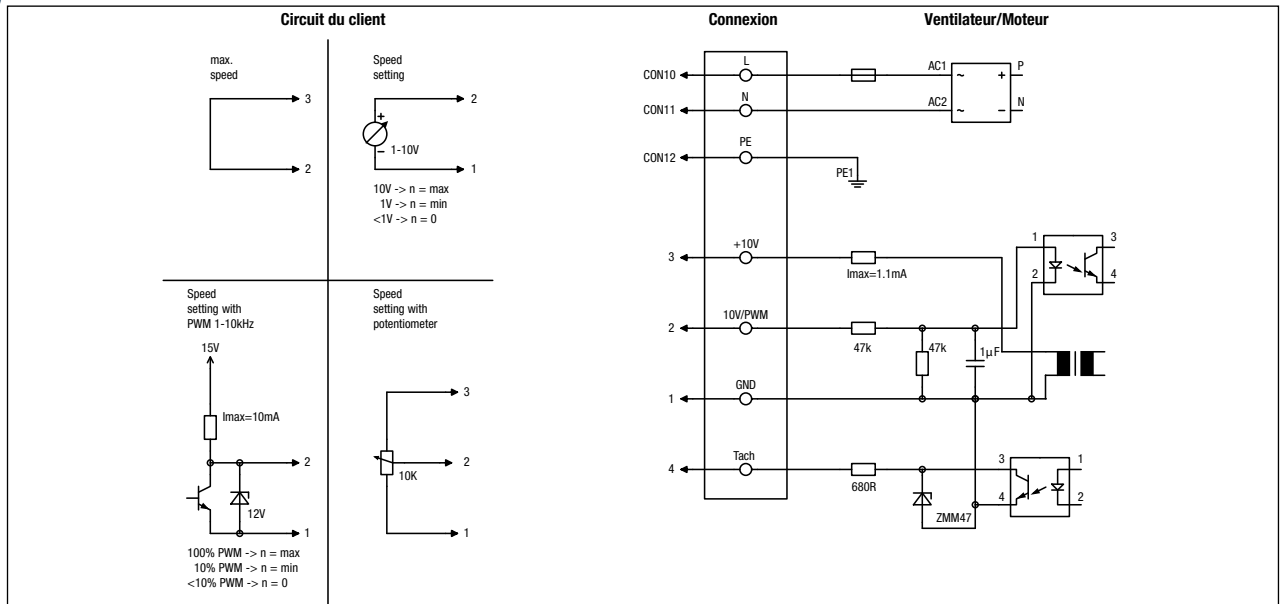 Circuit du client
Connexion
Ventilateur/Moteur
max.
speed
3
2
Speed
setting
2
+
1-10V
–
1
10V -> n = max
1V -> n = min
<1V -> n = 0
Speed
setting with
PWM 1-10kHz
15V
Imax=10mA
2
12V
1
100% PWM -> n = max
10% PWM -> n = min
<10% PWM -> n = 0
Speed
setting with
potentiometer
3
2
10K
1
CON10
L
AC1
~
+
P
CON11
N
AC2
~
–
N
CON12
PE
PE1
3
+10V
Imax=1.1mA
1
3
2
4
2
10V/PWM
47k
47k
1µF
1
GND
4
Tach
680R
ZMM47
3
1
4
2